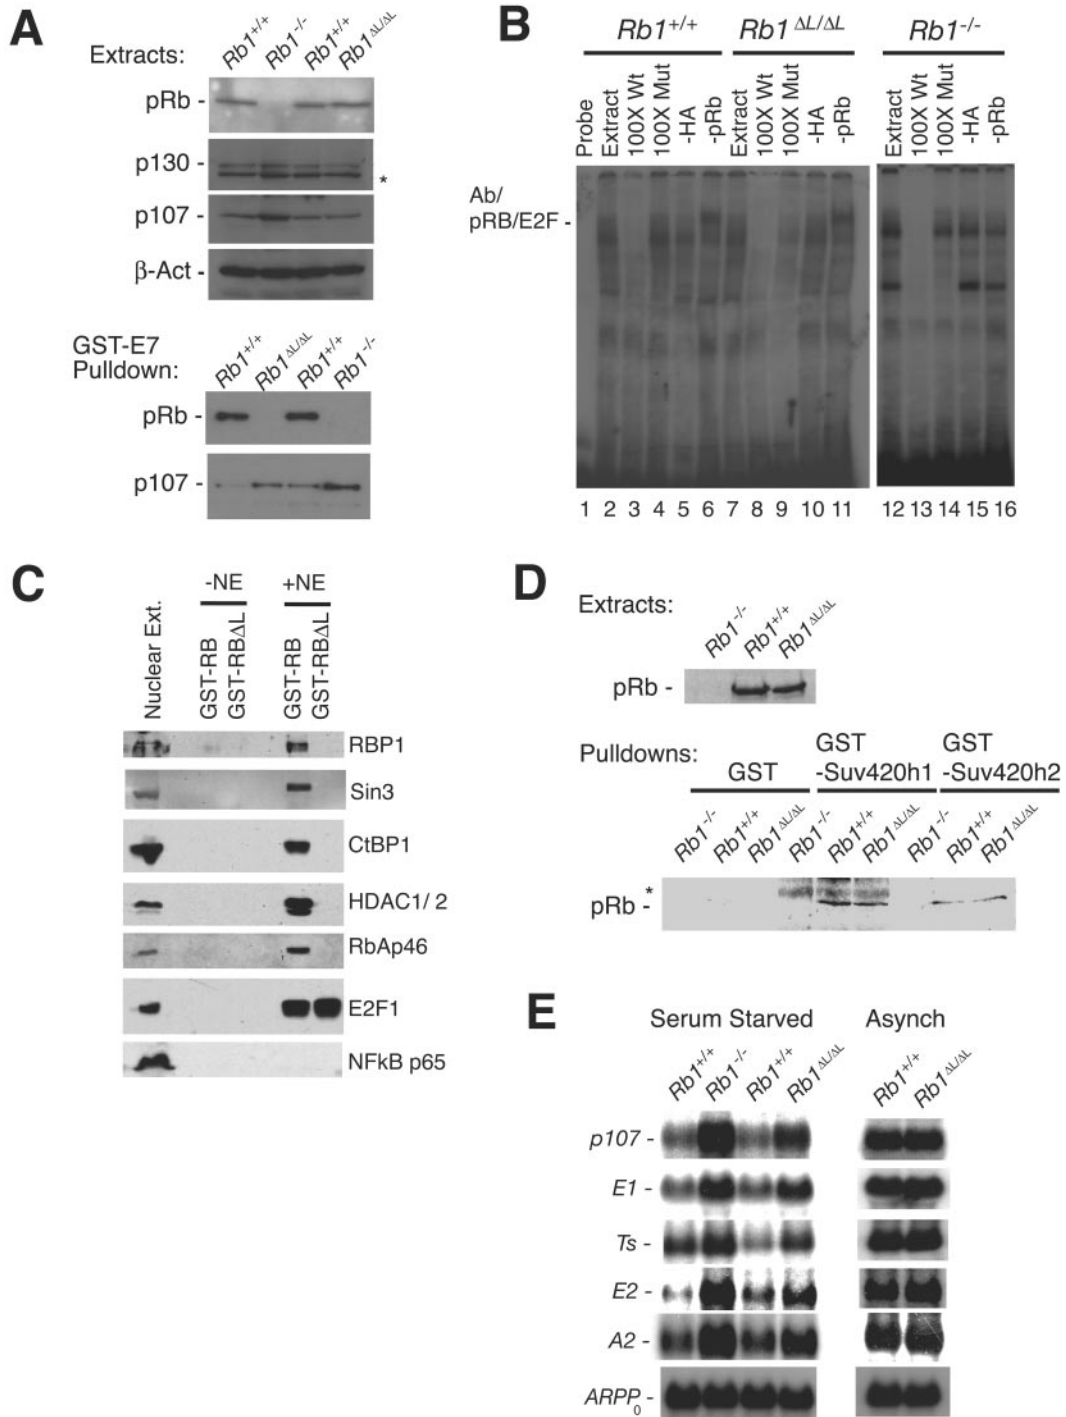 A
Extracts:
Rb1+/+ Rb1-/- Rb1+/+ Rb1ΔL/ΔL
pRb -
p130 -
*
p107 -
β-Act -
GST-E7
Pulldown:
Rb1+/+ Rb1ΔL/ΔL Rb1+/+ Rb1-/-
pRb -
p107 -
B
Rb1+/+ Rb1ΔL/ΔL Rb1-/-
Probe Extract 100X Wt 100X Mut -HA -pRb Extract 100X Wt 100X Mut -HA -pRb Extract 100X Wt 100X Mut -HA -pRb
Ab/
pRB/E2F -
1 2 3 4 5 6 7 8 9 10 11 12 13 14 15 16
C
-NE +NE
Nuclear Ext. GST-RB GST-RBΔL GST-RB GST-RBΔL
RBP1
Sin3
CtBP1
HDAC1/ 2
RbAp46
E2F1
NFkB p65
D
Extracts:
Rb1-/- Rb1+/+ Rb1ΔL/ΔL
pRb -
Pulldowns:
GST
GST
-Suv420h1
GST
-Suv420h2
Rb1-/- Rb1+/+ Rb1ΔL/ΔL Rb1-/- Rb1+/+ Rb1ΔL/ΔL Rb1-/- Rb1+/+ Rb1ΔL/ΔL
*
pRb -
E
Serum Starved Asynch
Rb1+/+ Rb1-/- Rb1+/+ Rb1ΔL/ΔL Rb1+/+ Rb1ΔL/ΔL
p107 -
E1 -
Ts -
E2 -
A2 -
ARPP0 -